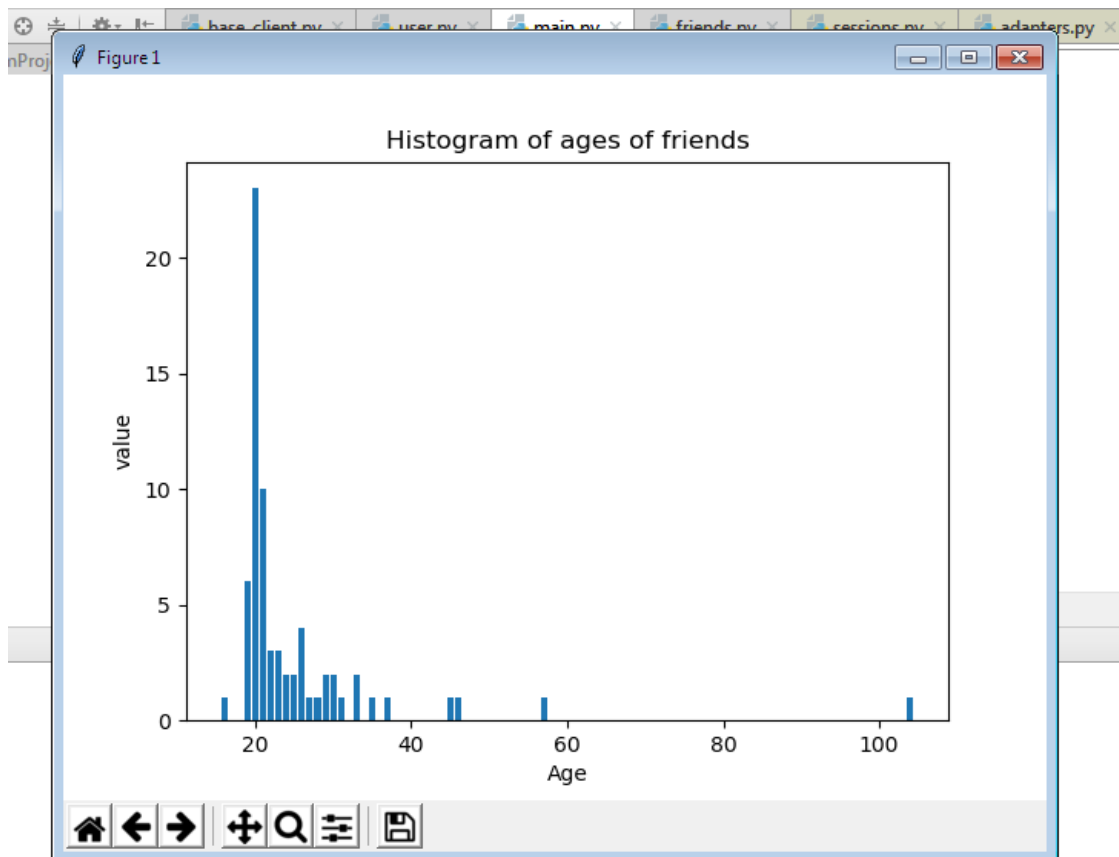 base_client.py user.py main.py friends.py sessions.py adapters.py
nProj
Figure 1
Histogram of ages of friends
20
15
10
5
0
value
20 40 60 80 100
Age